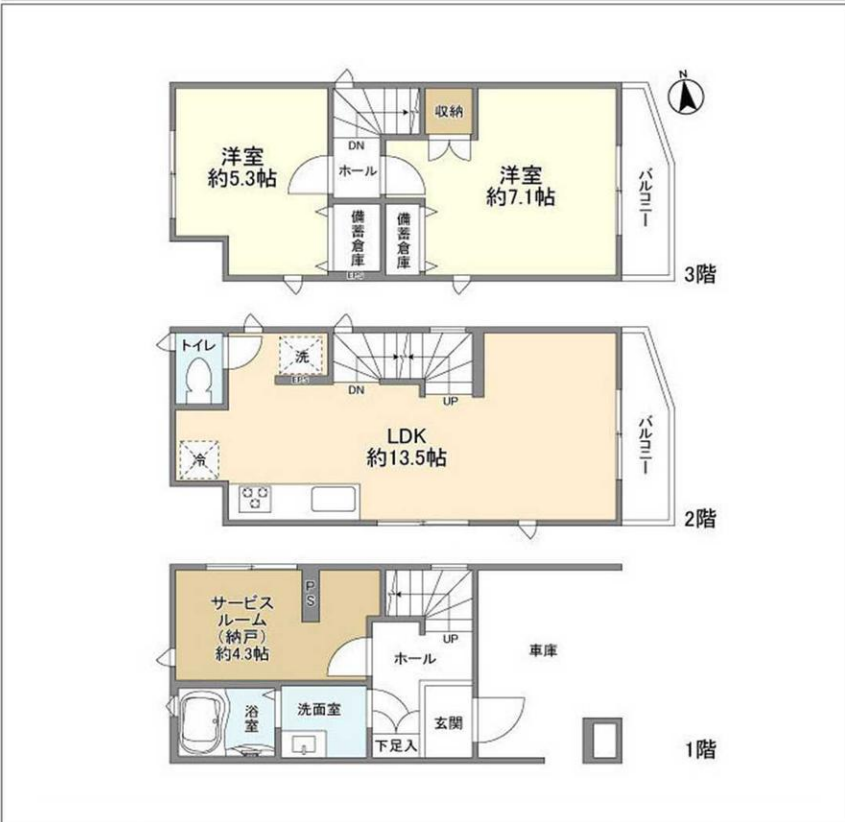 N
収納
DN
ホール
洋室
約5.3帖
洋室
約7.1帖
バルコニー
備蓄倉庫
備蓄倉庫
EPS
3階
トイレ
洗
EPS
DN
UP
LDK
約13.5帖
冷
バルコニー
2階
PS
サービス
ルーム
(納戸)
約4.3帖
UP
ホール
車庫
浴室
洗面室
玄関
下足入
1階